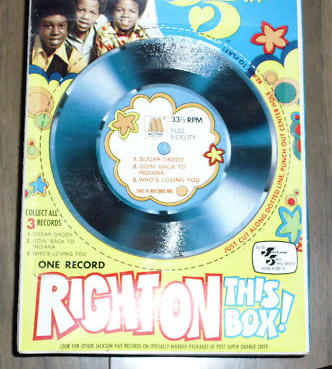 5
TO PLAY:
JUST CUT ALONG DOTTED LINE, PUNCH OUT CENTER HOLE
33⅓ RPM
FULL
FIDELITY
1. SUGAR DADDY
2. GOIN' BACK TO
INDIANA
3. WHO'S LOVING YOU
THIS IS RECORD NO.
COLLECT ALL
3 RECORDS
1. SUGAR DADDY
2. GOIN' BACK TO
INDIANA
3. WHO'S LOVING YOU
ONE RECORD
RIGHT ON THIS BOX!
LOOK FOR OTHER JACKSON FIVE RECORDS ON SPECIALLY MARKED PACKAGES OF POST SUPER ORANGE CRISP